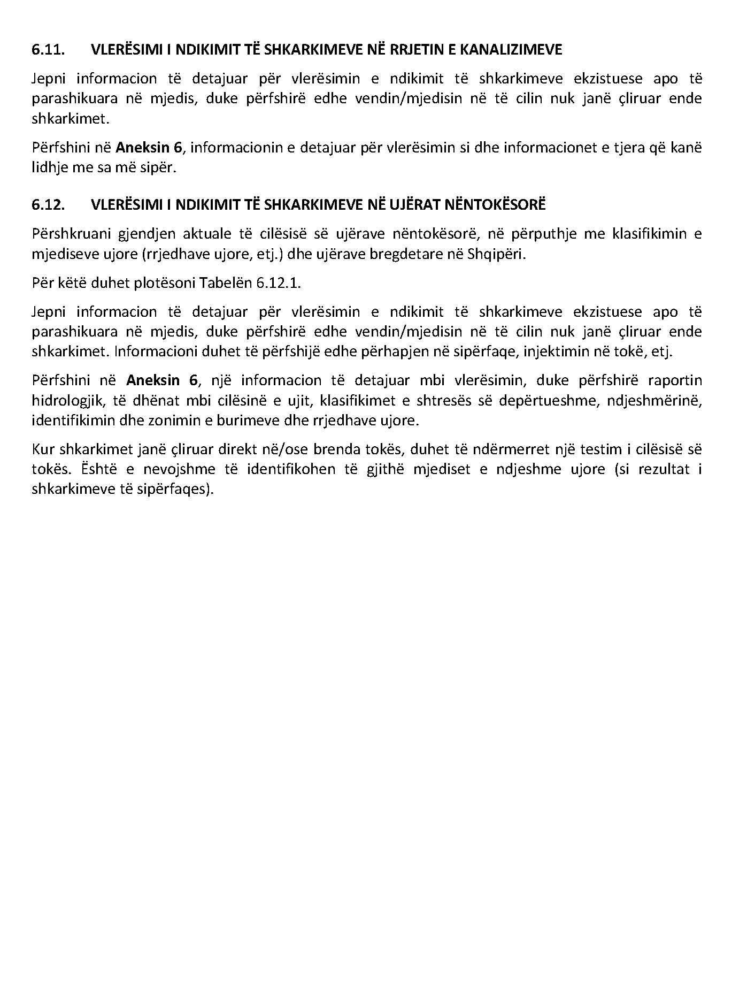 6.11. VLERËSIMI I NDIKIMIT TË SHKARKIMEVE NË RRJETIN E KANALIZIMEVE
Jepni informacion të detajuar për vlerësimin e ndikimit të shkarkimeve ekzistuese apo të
parashikuara në mjedis, duke përfshirë edhe vendin/mjedisin në të cilin nuk janë çliruar ende
shkarkimet.
Përfshini në Aneksin 6, informacionin e detajuar për vlerësimin si dhe informacionet e tjera që kanë
lidhje me sa më sipër.
6.12. VLERËSIMI I NDIKIMIT TË SHKARKIMEVE NË UJËRAT NËNTOKËSORË
Përshkruani gjendjen aktuale të cilësisë së ujërave nëntokësorë, në përputhje me klasifikimin e
mjediseve ujore (rrjedhave ujore, etj.) dhe ujërave bregdetare në Shqipëri.
Për këtë duhet plotësoni Tabelën 6.12.1.
Jepni informacion të detajuar për vlerësimin e ndikimit të shkarkimeve ekzistuese apo të
parashikuara në mjedis, duke përfshirë edhe vendin/mjedisin në të cilin nuk janë çliruar ende
shkarkimet. Informacioni duhet të përfshijë edhe përhapjen në sipërfaqe, injektimin në tokë, etj.
Përfshini në Aneksin 6, një informacion të detajuar mbi vlerësimin, duke përfshirë raportin
hidrologjik, të dhënat mbi cilësinë e ujit, klasifikimet e shtresës së depërtueshme, ndjeshmërinë,
identifikimin dhe zonimin e burimeve dhe rrjedhave ujore.
Kur shkarkimet janë çliruar direkt në/ose brenda tokës, duhet të ndërmerret një testim i cilësisë së
tokës. Është e nevojshme të identifikohen të gjithë mjediset e ndjeshme ujore (si rezultat i
shkarkimeve të sipërfaqes).